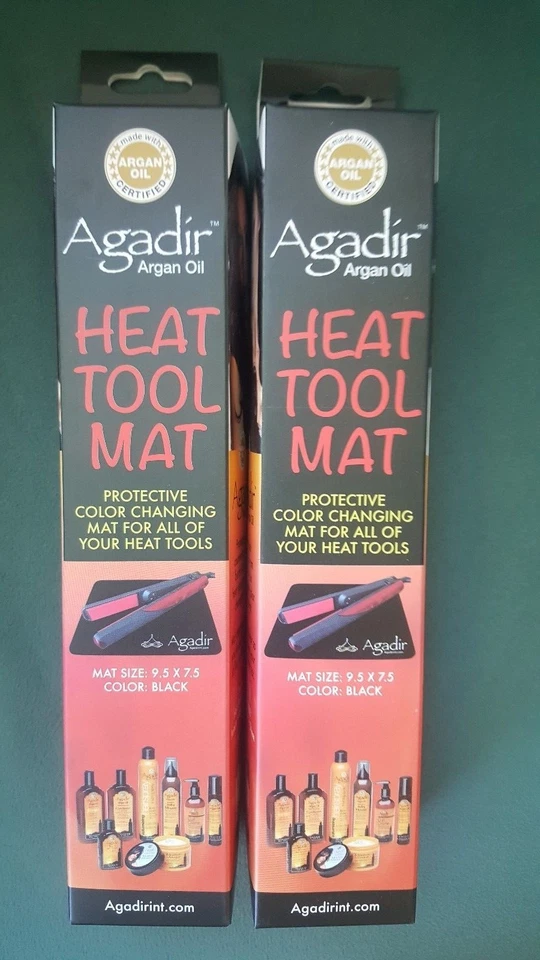 made with
ARGAN
OIL
CERTIFIED
Agadir™
Argan Oil
HEAT
TOOL
MAT
PROTECTIVE
COLOR CHANGING
MAT FOR ALL OF
YOUR HEAT TOOLS
Agadir
MAT SIZE: 9.5 X 7.5
COLOR: BLACK
Agadirint.com
made with
ARGAN
OIL
CERTIFIED
Agadir™
Argan Oil
HEAT
TOOL
MAT
PROTECTIVE
COLOR CHANGING
MAT FOR ALL OF
YOUR HEAT TOOLS
Agadir
MAT SIZE: 9.5 X 7.5
COLOR: BLACK
Agadirint.com